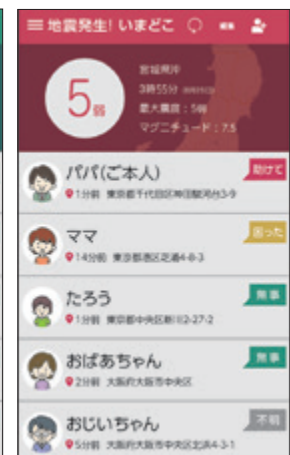 地震発生! いまどこ
5弱
宮城県沖
3時55分
最大震度:5弱
マグニチュード:7.5
パパ(ご本人)
助けて
1分前 東京都千代田区神田駿河台3-9
ママ
困った
14分前 東京都港区芝浦4-8-3
たろう
無事
1分前 東京都中央区新川2-27-2
おばあちゃん
無事
2分前 大阪府大阪市中央区
おじいちゃん
不明
5分前 大阪府大阪市中央区北浜4-3-1